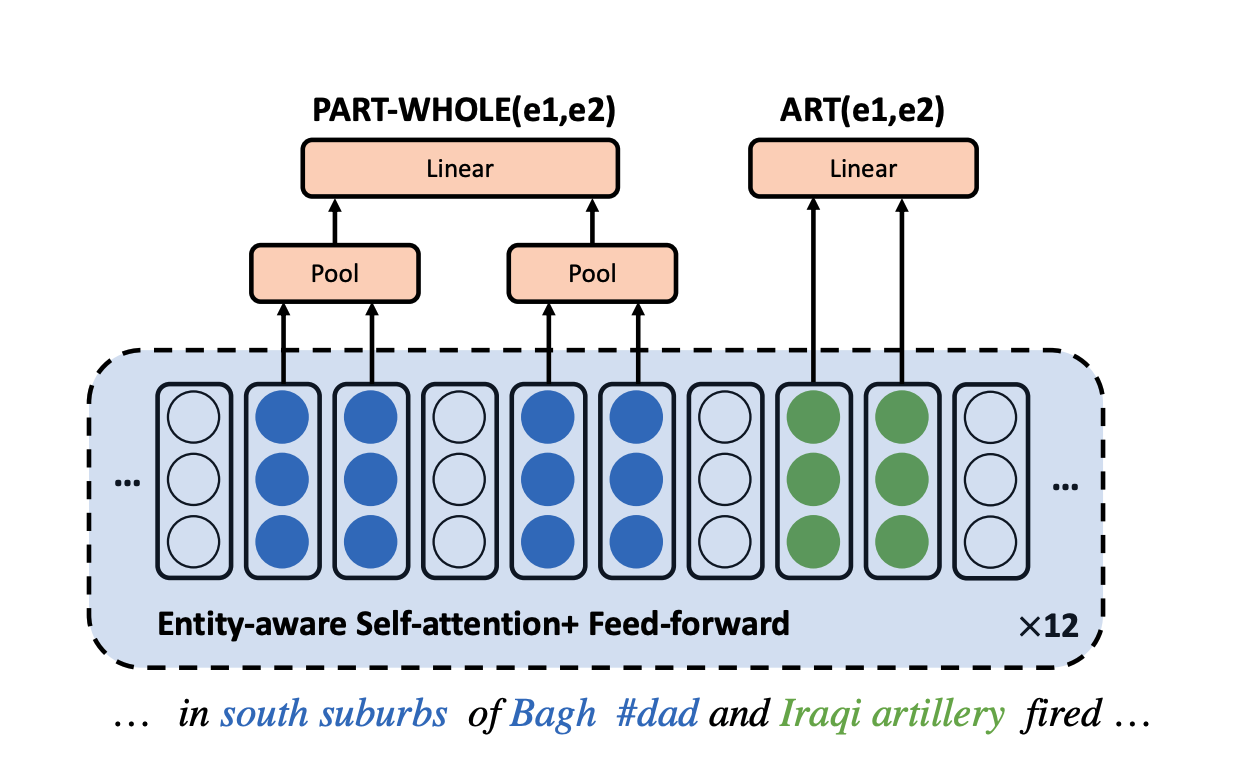 PART-WHOLE(e1,e2) ART(e1,e2)
Linear Linear
Pool Pool
... ...
Entity-aware Self-attention+ Feed-forward ×12
… in south suburbs of Bagh #dad and Iraqi artillery fired …